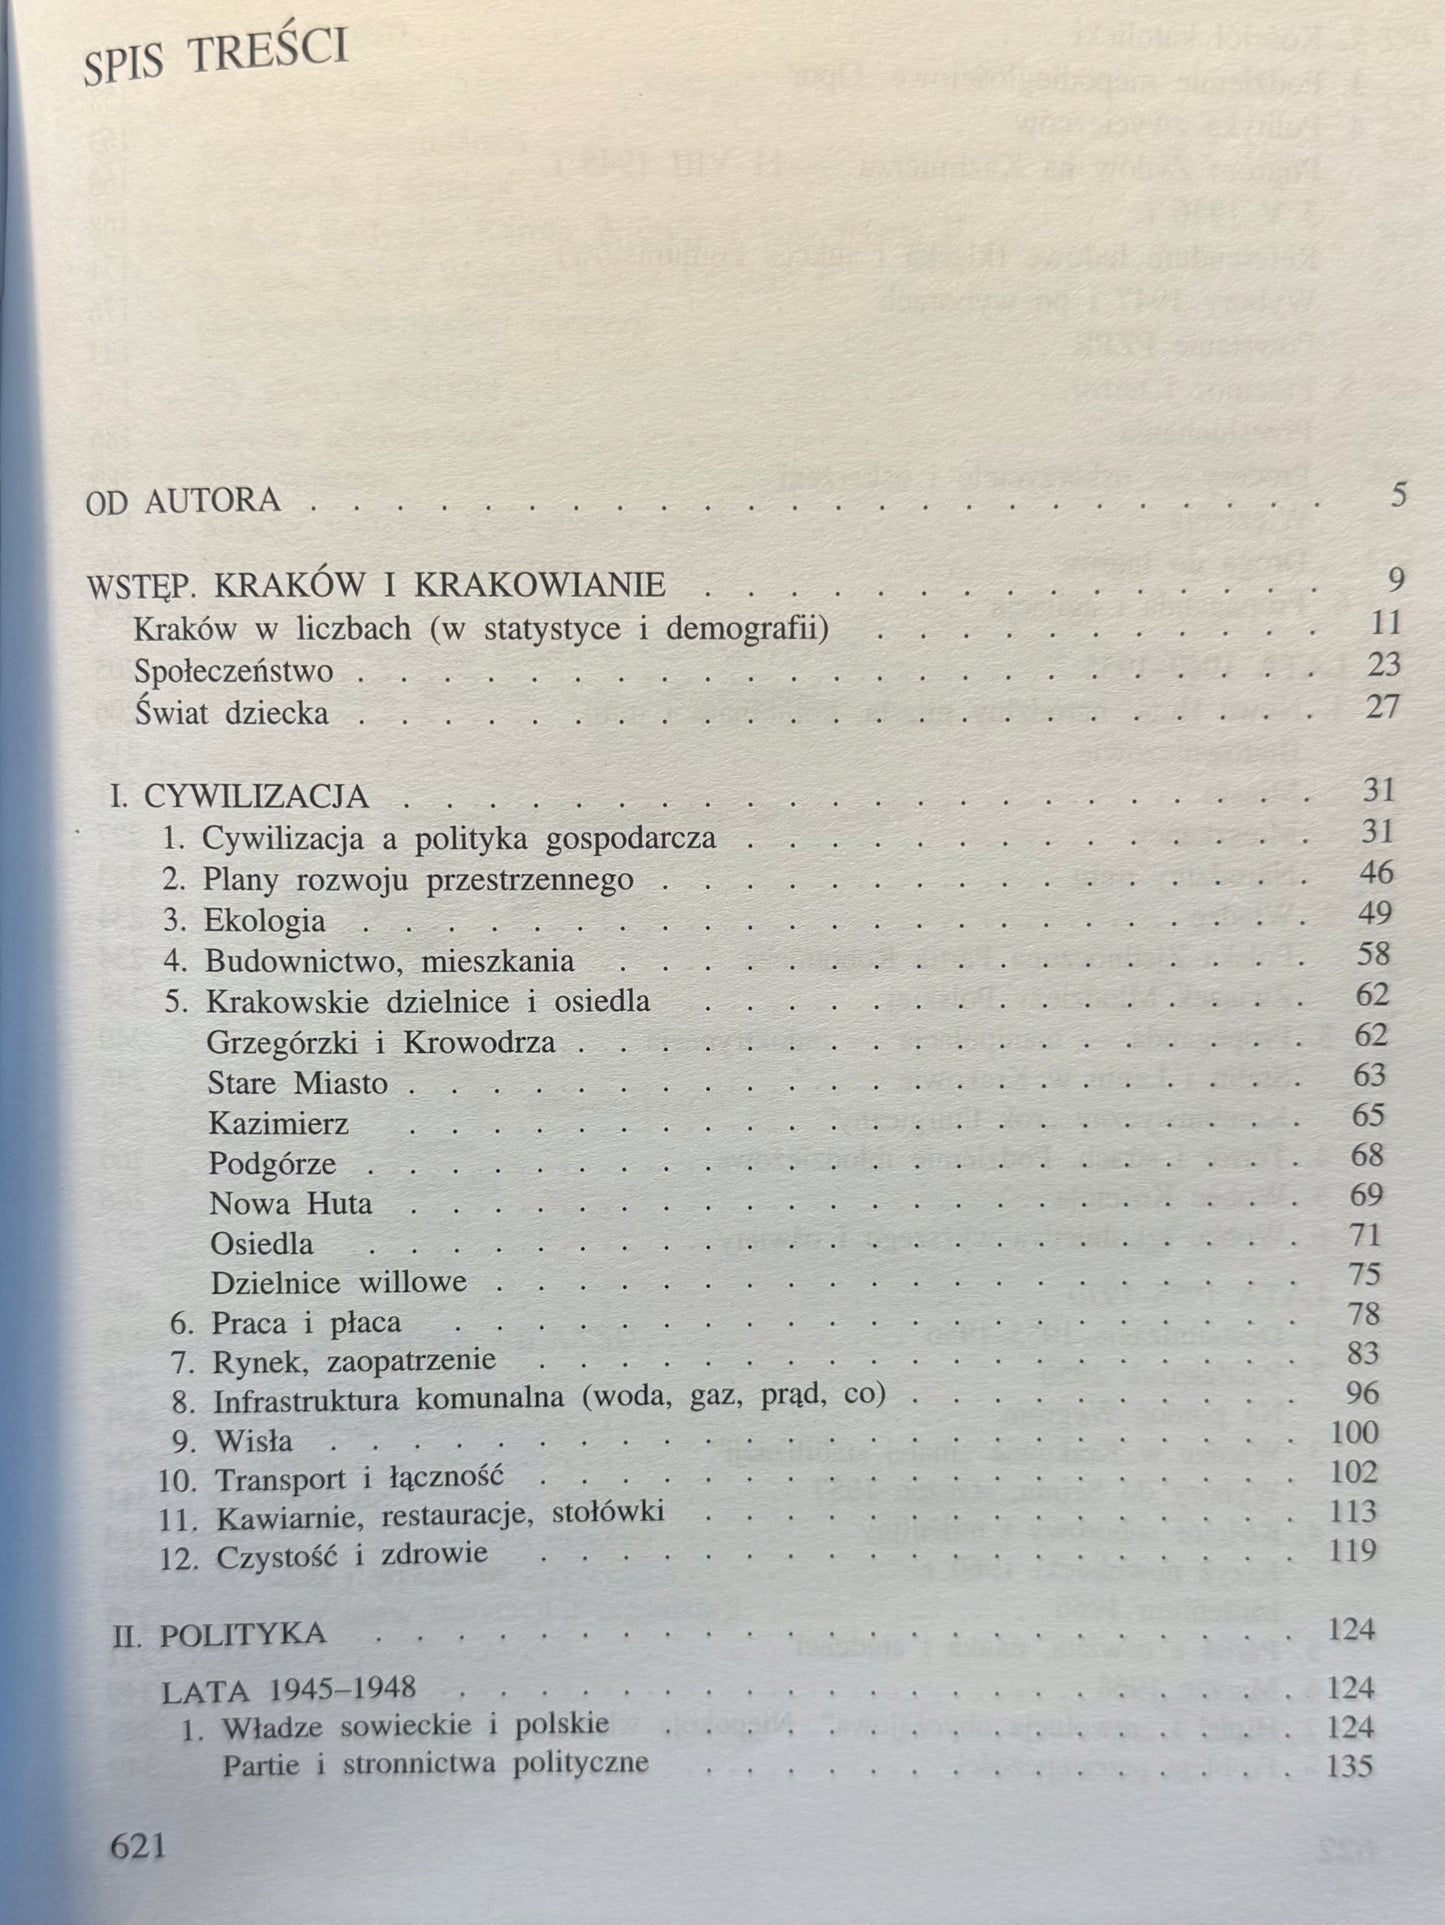 SPIS TREŚCI
OD AUTORA . . . . . . . . . . . . . . . . . . . . . . . . . 5
WSTĘP. KRAKÓW I KRAKOWIANIE . . . . . . . . . . . . . . . 9
Kraków w liczbach (w statystyce i demografii) . . . . . . . . . . . 11
Społeczeństwo . . . . . . . . . . . . . . . . . . . . . . . 23
Świat dziecka . . . . . . . . . . . . . . . . . . . . . . . 27
I. CYWILIZACJA . . . . . . . . . . . . . . . . . . . . . . 31
1. Cywilizacja a polityka gospodarcza . . . . . . . . . . . . . . 31
2. Plany rozwoju przestrzennego . . . . . . . . . . . . . . . . 46
3. Ekologia . . . . . . . . . . . . . . . . . . . . . . . 49
4. Budownictwo, mieszkania . . . . . . . . . . . . . . . . . 58
5. Krakowskie dzielnice i osiedla . . . . . . . . . . . . . . . 62
Grzegórzki i Krowodrza . . . . . . . . . . . . . . . . . . 62
Stare Miasto . . . . . . . . . . . . . . . . . . . . . . 63
Kazimierz . . . . . . . . . . . . . . . . . . . . . . 65
Podgórze . . . . . . . . . . . . . . . . . . . . . . . 68
Nowa Huta . . . . . . . . . . . . . . . . . . . . . . 69
Osiedla . . . . . . . . . . . . . . . . . . . . . . . 71
Dzielnice willowe . . . . . . . . . . . . . . . . . . . . 75
6. Praca i płaca . . . . . . . . . . . . . . . . . . . . . 78
7. Rynek, zaopatrzenie . . . . . . . . . . . . . . . . . . . 83
8. Infrastruktura komunalna (woda, gaz, prąd, co) . . . . . . . . . . 96
9. Wisła . . . . . . . . . . . . . . . . . . . . . . . . 100
10. Transport i łączność . . . . . . . . . . . . . . . . . . . 102
11. Kawiarnie, restauracje, stołówki . . . . . . . . . . . . . . . 113
12. Czystość i zdrowie . . . . . . . . . . . . . . . . . . . 119
II. POLITYKA . . . . . . . . . . . . . . . . . . . . . . . 124
LATA 1945–1948 . . . . . . . . . . . . . . . . . . . . . 124
1. Władze sowieckie i polskie . . . . . . . . . . . . . . . . 124
Partie i stronnictwa polityczne . . . . . . . . . . . . . . . 135
621